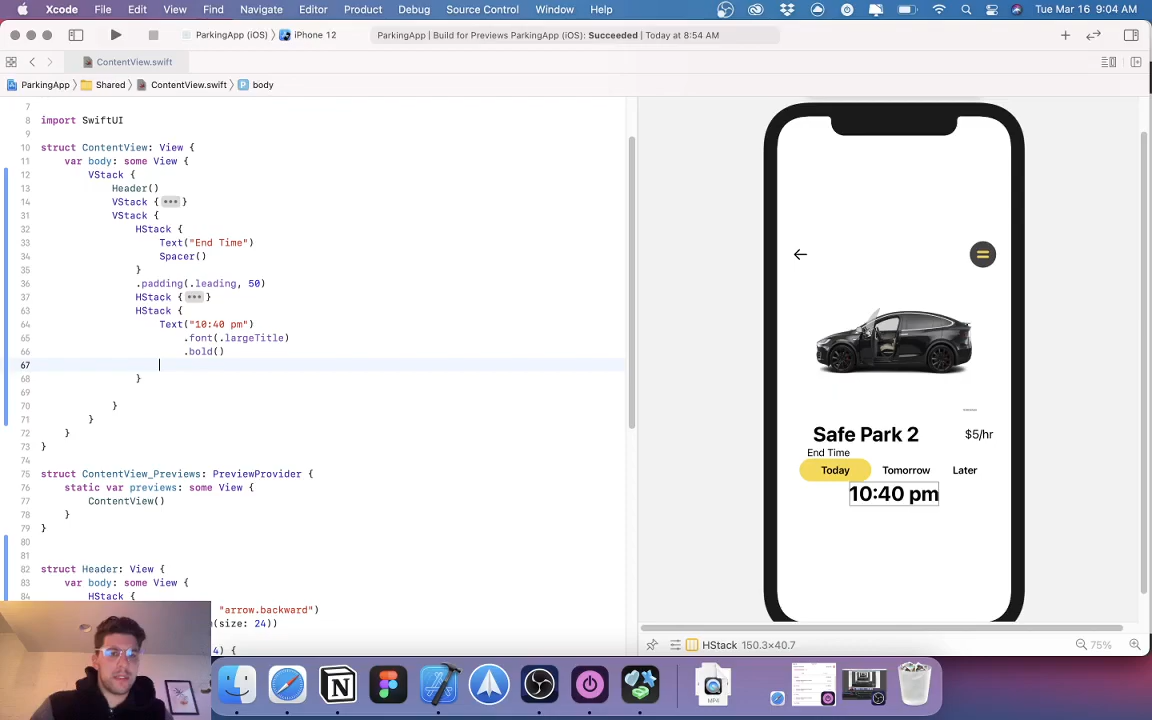 Xcode File Edit View Find Navigate Editor Product Debug Source Control Window Help Tue Mar 16 9:04 AM
ParkingApp (iOS) 〉 iPhone 12 ParkingApp | Build for Previews ParkingApp (iOS): Succeeded | Today at 8:54 AM
ContentView.swift
ParkingApp 〉 Shared 〉 ContentView.swift 〉 P body
7
8 import SwiftUI
9
10 struct ContentView: View {
11 var body: some View {
12 VStack {
13 Header()
14 VStack {•••}
31 VStack {
32 HStack {
33 Text("End Time")
34 Spacer()
35 }
36 .padding(.leading, 50)
37 HStack {•••}
63 HStack {
64 Text("10:40 pm")
65 .font(.largeTitle)
66 .bold()
67
68 }
69
70 }
71 }
72 }
73 }
74
75 struct ContentView_Previews: PreviewProvider {
76 static var previews: some View {
77 ContentView()
78 }
79 }
80
81
82 struct Header: View {
83 var body: some View {
84 HStack {
"arrow.backward")
(size: 24))
4) {
Safe Park 2
$5/hr
End Time
Today Tomorrow Later
10:40 pm
HStack 150.3×40.7
75%
MP4